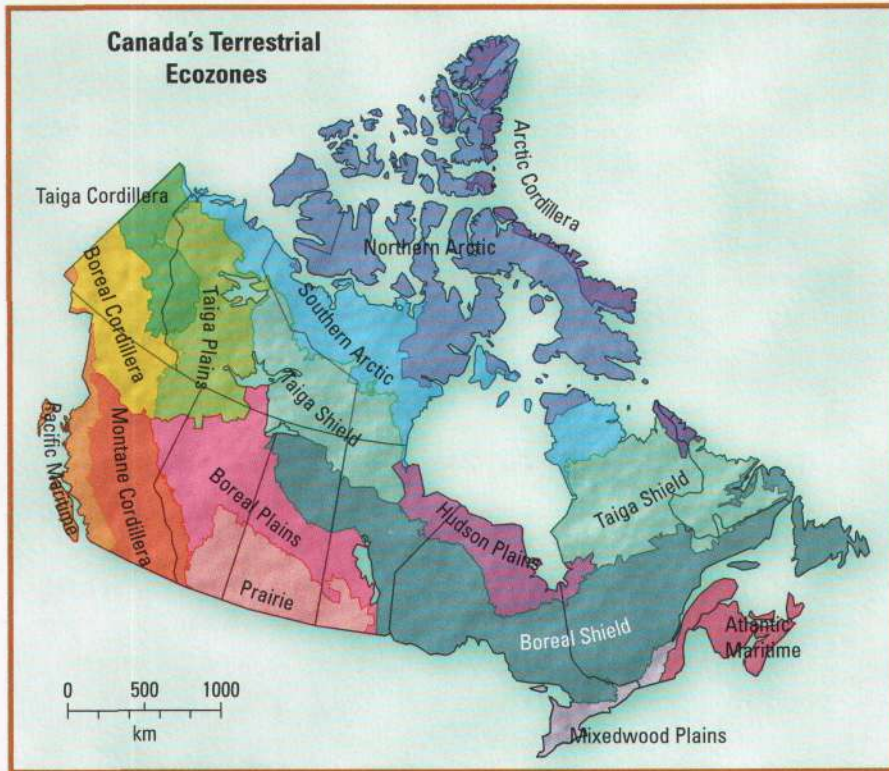 Canada's Terrestrial
Ecozones
Arctic Cordillera
Taiga Cordillera
Northern Arctic
Boreal Cordillera
Taiga Plains
Southern Arctic
Taiga Shield
Pacific Maritime
Montane Cordillera
Boreal Plains
Hudson Plains
Taiga Shield
Prairie
Boreal Shield
Atlantic
Maritime
0 500 1000
km
Mixedwood Plains